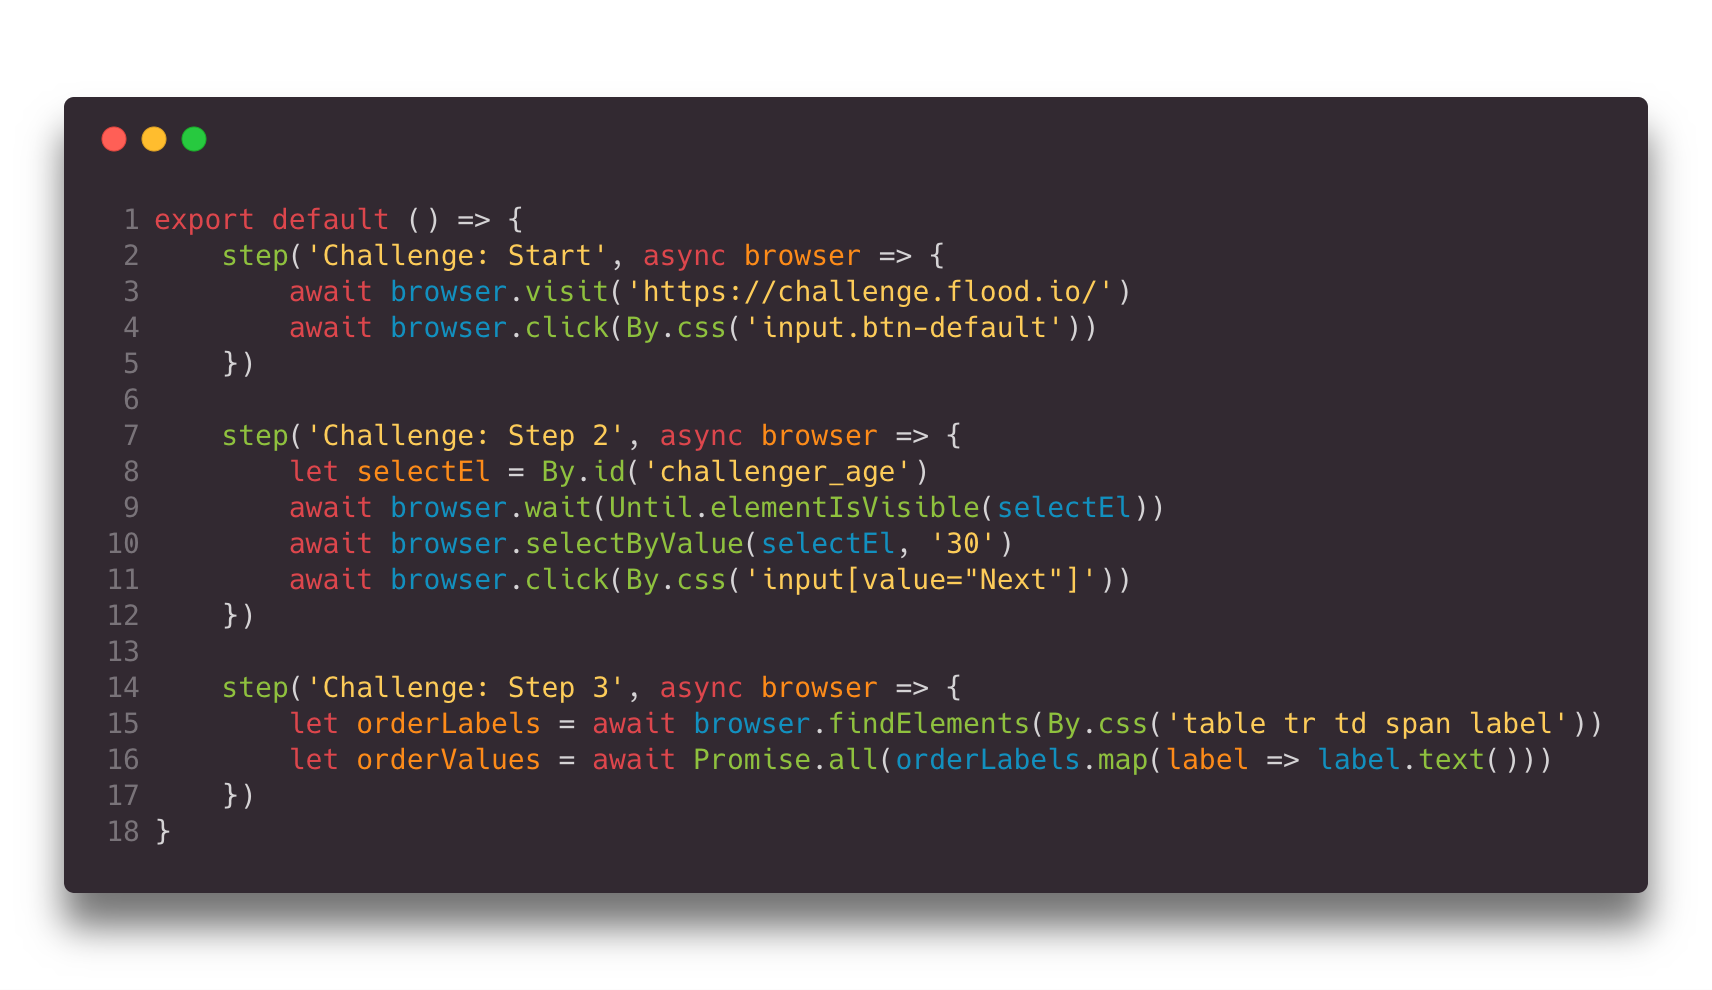 1 export default () => {
2     step('Challenge: Start', async browser => {
3         await browser.visit('https://challenge.flood.io/')
4         await browser.click(By.css('input.btn-default'))
5     })
6
7     step('Challenge: Step 2', async browser => {
8         let selectEl = By.id('challenger_age')
9         await browser.wait(Until.elementIsVisible(selectEl))
10         await browser.selectByValue(selectEl, '30')
11         await browser.click(By.css('input[value="Next"]'))
12     })
13
14     step('Challenge: Step 3', async browser => {
15         let orderLabels = await browser.findElements(By.css('table tr td span label'))
16         let orderValues = await Promise.all(orderLabels.map(label => label.text()))
17     })
18 }